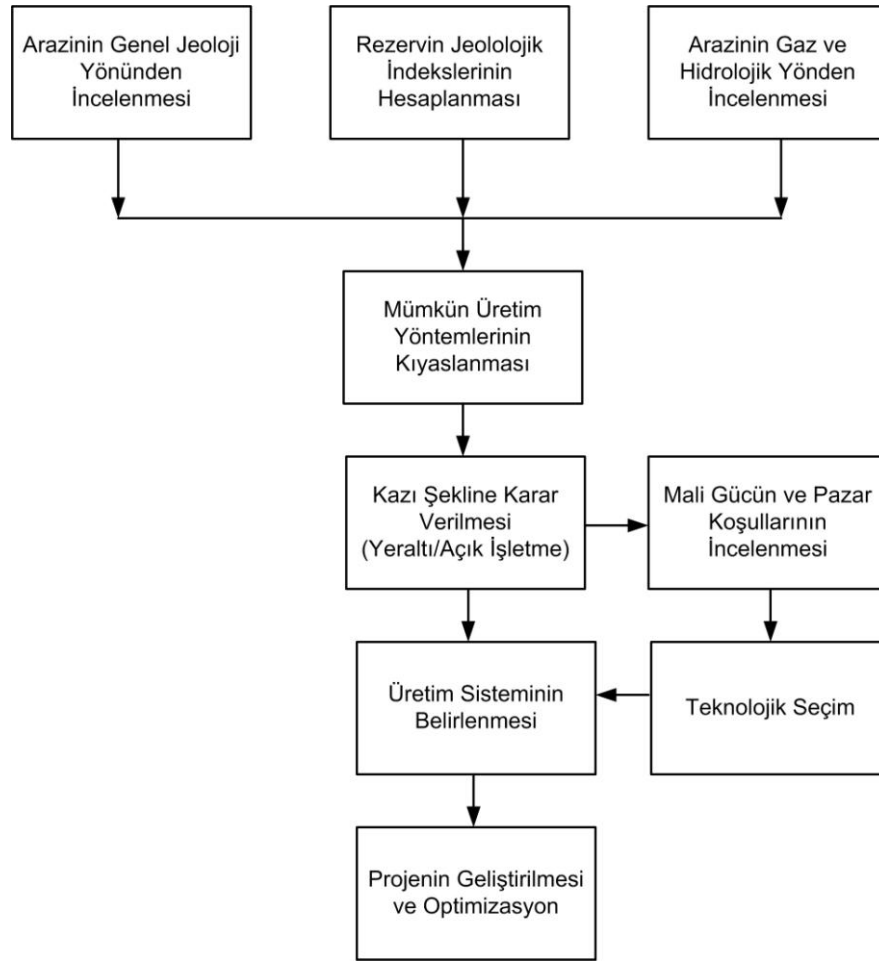 Arazinin Genel Jeoloji
Yönünden
İncelenmesi
Rezervin Jeololojik
İndekslerinin
Hesaplanması
Arazinin Gaz ve
Hidrolojik Yönden
İncelenmesi
Mümkün Üretim
Yöntemlerinin
Kıyaslanması
Kazı Şekline Karar
Verilmesi
(Yeraltı/Açık İşletme)
Mali Gücün ve Pazar
Koşullarının
İncelenmesi
Üretim Sisteminin
Belirlenmesi
Teknolojik Seçim
Projenin Geliştirilmesi
ve Optimizasyon